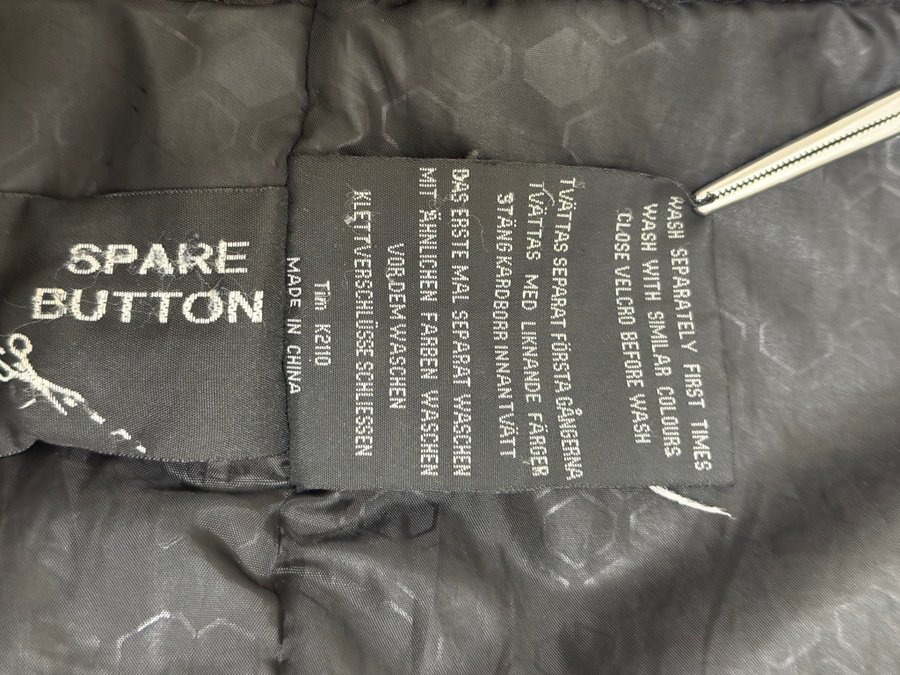 SPARE
BUTTON
WASH SEPARATELY FIRST TIMES
WASH WITH SIMILAR COLOURS
CLOSE VELCRO BEFORE WASH
TVÄTTAS SEPARAT FÖRSTA GÅNGERNA
TVÄTTAS MED LIKNANDE FÄRGER
STÄNG KARDBORR INNAN TVÄTT
DAS ERSTE MAL SEPARAT WASCHEN
MIT ÄHNLICHEN FARBEN WASCHEN
VOR DEM WASCHEN
KLETTVERSCHLÜSSE SCHLIESSEN
Tim K2110
MADE IN CHINA